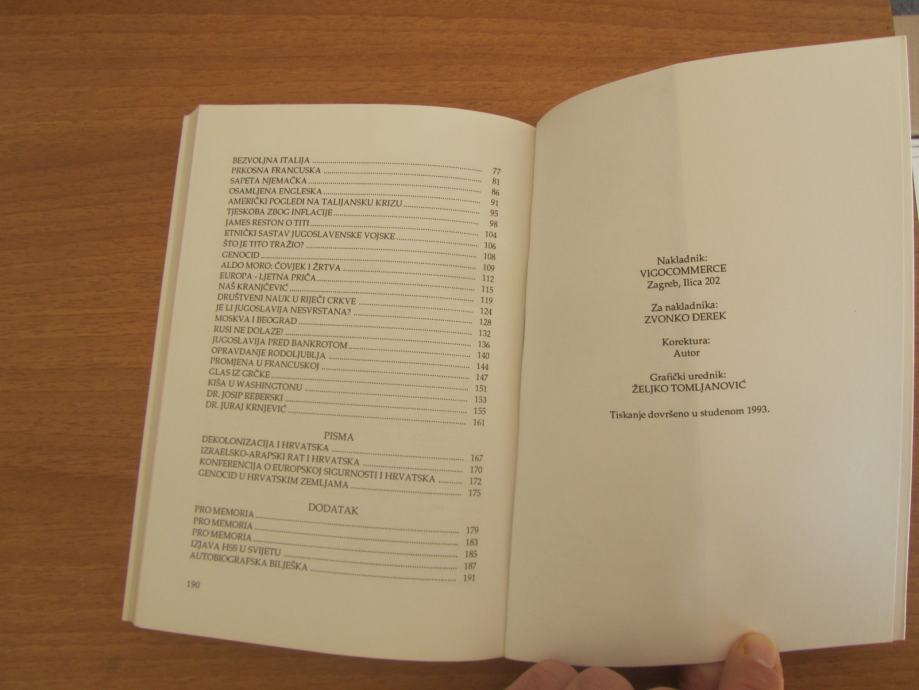 BEZVOLJNA ITALIJA ........ 77
PRKOSNA FRANCUSKA ........ 81
SAPETA NJEMAČKA ........ 86
OSAMLJENA ENGLESKA ........ 91
AMERIČKI POGLEDI NA TALIJANSKU KRIZU ........ 95
TJESKOBA ZBOG INFLACIJE ........ 98
JAMES RESTON O TITI ........ 104
ETNIČKI SASTAV JUGOSLAVENSKE VOJSKE ........ 106
ŠTO JE TITO TRAŽIO? ........ 108
GENOCID ........ 109
ALDO MORO: ČOVJEK I ŽRTVA ........ 112
EUROPA - LJETNA PRIČA ........ 115
NAŠ KRANJČEVIĆ ........ 119
DRUŠTVENI NAUK U RIJEČI CRKVE ........ 124
JE LI JUGOSLAVIJA NESVRSTANA? ........ 128
MOSKVA I BEOGRAD ........ 132
RUSI NE DOLAZE! ........ 136
JUGOSLAVIJA PRED BANKROTOM ........ 140
OPRAVDANJE RODOLJUBLJA ........ 144
PROMJENA U FRANCUSKOJ ........ 147
GLAS IZ GRČKE ........ 151
KIŠA U WASHINGTONU ........ 153
DR. JOSIP REBERSKI ........ 155
DR. JURAJ KRNJEVIĆ ........ 161
PISMA
DEKOLONIZACIJA I HRVATSKA ........ 167
IZRAELSKO-ARAPSKI RAT I HRVATSKA ........ 170
KONFERENCIJA O EUROPSKOJ SIGURNOSTI I HRVATSKA ........ 172
GENOCID U HRVATSKIM ZEMLJAMA ........ 175
DODATAK
PRO MEMORIA ........ 179
PRO MEMORIA ........ 183
PRO MEMORIA ........ 185
IZJAVA HSS U SVIJETU ........ 187
AUTOBIOGRAFSKA BILJEŠKA ........ 191
190
Nakladnik:
VIGOCOMMERCE
Zagreb, Ilica 202
Za nakladnika:
ZVONKO ĐEREK
Korektura:
Autor
Grafički urednik:
ŽELJKO TOMLJANOVIĆ
Tiskanje dovršeno u studenom 1993.